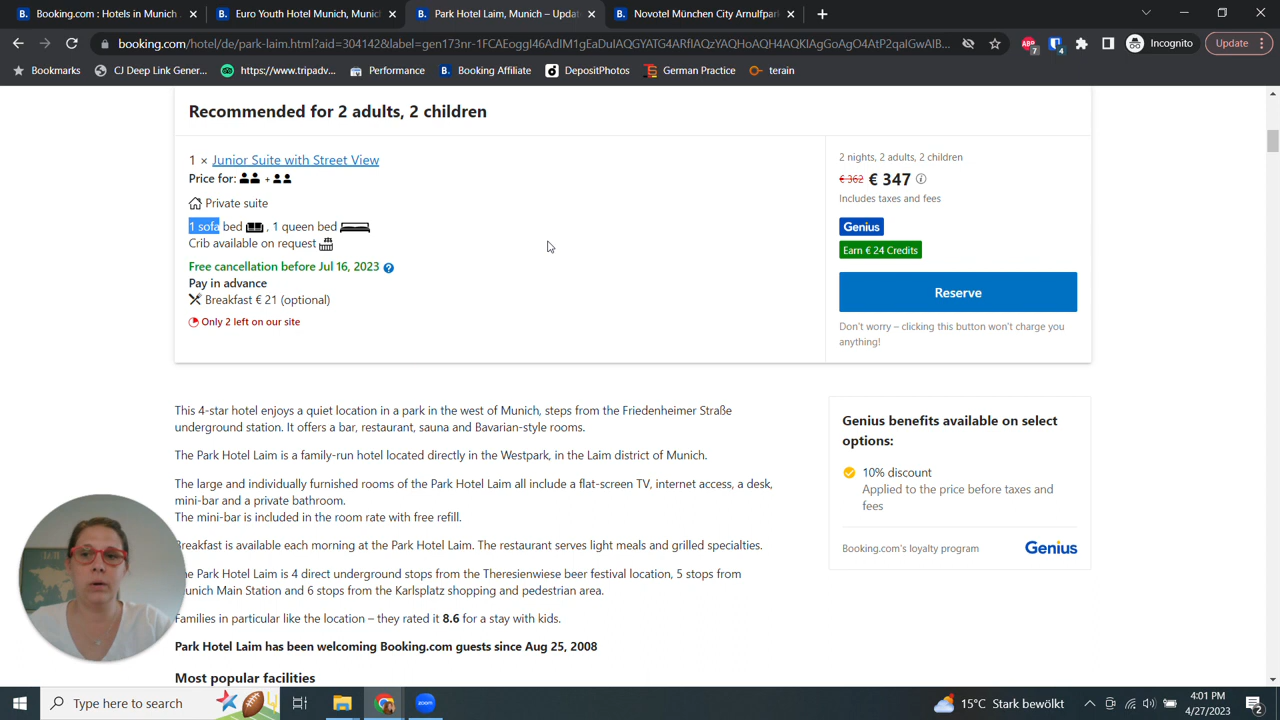 Booking.com : Hotels in Munich
Euro Youth Hotel Munich, Munic
Park Hotel Laim, Munich – Updat
Novotel München City Arnulfpark
booking.com/hotel/de/park-laim.html?aid=304142&label=gen173nr-1FCAEoggI46AdIM1gEaDuIAQGYATG4ARfIAQzYAQHoAQH4AQKIAgGoAgO4AtP2qaIGwAIB...
7
4
Incognito
Update
Bookmarks
CJ Deep Link Gener...
https://www.tripadv...
Performance
Booking Affiliate
DepositPhotos
German Practice
terain
Recommended for 2 adults, 2 children
1 × Junior Suite with Street View
Price for: +
Private suite
1 sofa bed , 1 queen bed
Crib available on request
Free cancellation before Jul 16, 2023
Pay in advance
Breakfast € 21 (optional)
Only 2 left on our site
2 nights, 2 adults, 2 children
€ 362 € 347
Includes taxes and fees
Genius
Earn € 24 Credits
Reserve
Don't worry – clicking this button won't charge you
anything!
This 4-star hotel enjoys a quiet location in a park in the west of Munich, steps from the Friedenheimer Straße
underground station. It offers a bar, restaurant, sauna and Bavarian-style rooms.
The Park Hotel Laim is a family-run hotel located directly in the Westpark, in the Laim district of Munich.
The large and individually furnished rooms of the Park Hotel Laim all include a flat-screen TV, internet access, a desk,
mini-bar and a private bathroom.
The mini-bar is included in the room rate with free refill.
Breakfast is available each morning at the Park Hotel Laim. The restaurant serves light meals and grilled specialties.
he Park Hotel Laim is 4 direct underground stops from the Theresienwiese beer festival location, 5 stops from
unich Main Station and 6 stops from the Karlsplatz shopping and pedestrian area.
Families in particular like the location – they rated it 8.6 for a stay with kids.
Park Hotel Laim has been welcoming Booking.com guests since Aug 25, 2008
Most popular facilities
Genius benefits available on select
options:
10% discount
Applied to the price before taxes and
fees
Booking.com's loyalty program
Genius
Type here to search
zoom
15°C Stark bewölkt
4:01 PM
4/27/2023
2